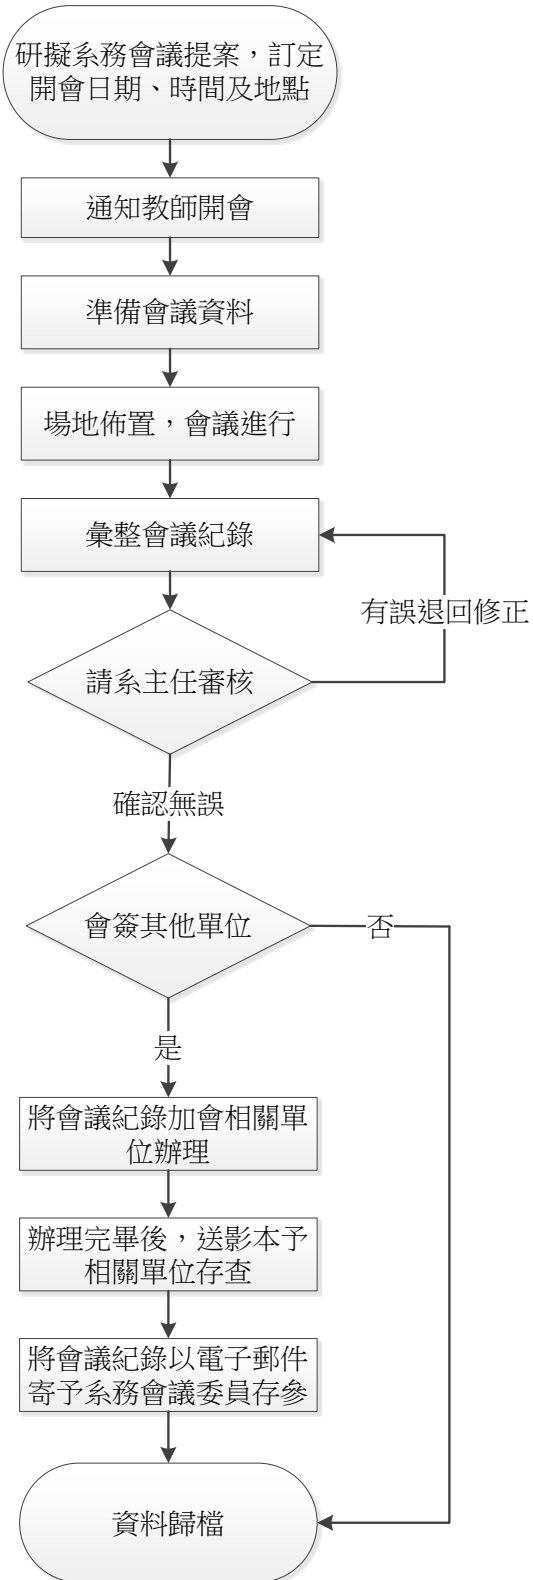 研擬系務會議提案，訂定
開會日期、時間及地點
通知教師開會
準備會議資料
場地佈置，會議進行
彙整會議紀錄
有誤退回修正
請系主任審核
確認無誤
會簽其他單位
否
是
將會議紀錄加會相關單
位辦理
辦理完畢後，送影本予
相關單位存查
將會議紀錄以電子郵件
寄予系務會議委員存參
資料歸檔